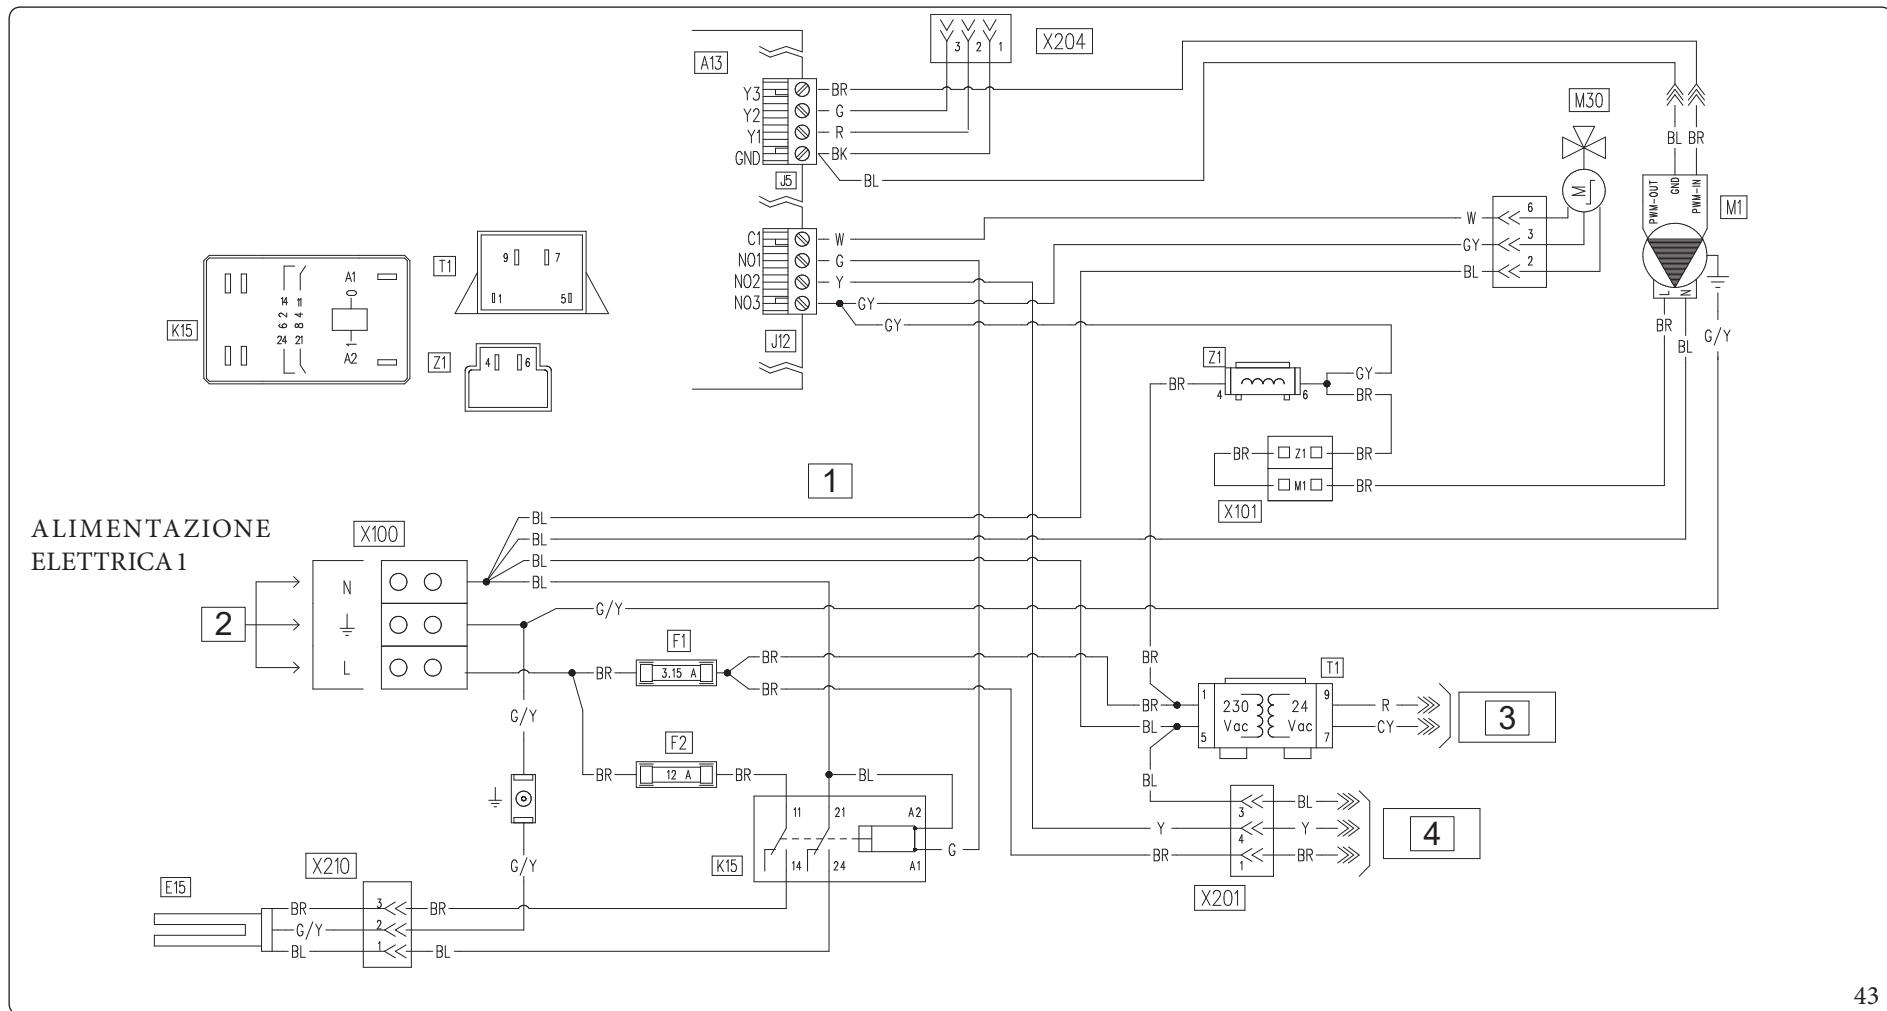 X204
3 2 1
A13
Y3 BR
Y2 G
Y1 R
GND BK
BL
J5
M30
BL BR
PWM-OUT
GND
PWM-IN
M1
M
W 6
GY 3
BL 2
L N
BR
BL
G/Y
C1 W
NO1 G
NO2 Y
NO3 GY
GY
J12
T1
9 7
1 5
K15
14 11
2 4
6 8
24 21
A1
0
1
A2
Z1
4 6
Z1
BR
4 6
GY
BR
BR Z1 BR
M1 BR
X101
1
ALIMENTAZIONE
ELETTRICA 1
X100
BL
BL
BL
BL
N
L
2
G/Y
F1
BR 3.15 A
BR
BR
G/Y
F2
BR 12 A BR
BL
11 21 A2
14 24 A1
G
K15
G/Y
X210
E15
BR 3 BR
G/Y 2
BL 1 BL
BR
T1
BR 1 9 R
230 Vac
24 Vac
BL 5 7 CY
3
BL
3 BL
Y 4 Y
BR 1 BR
4
X201
43